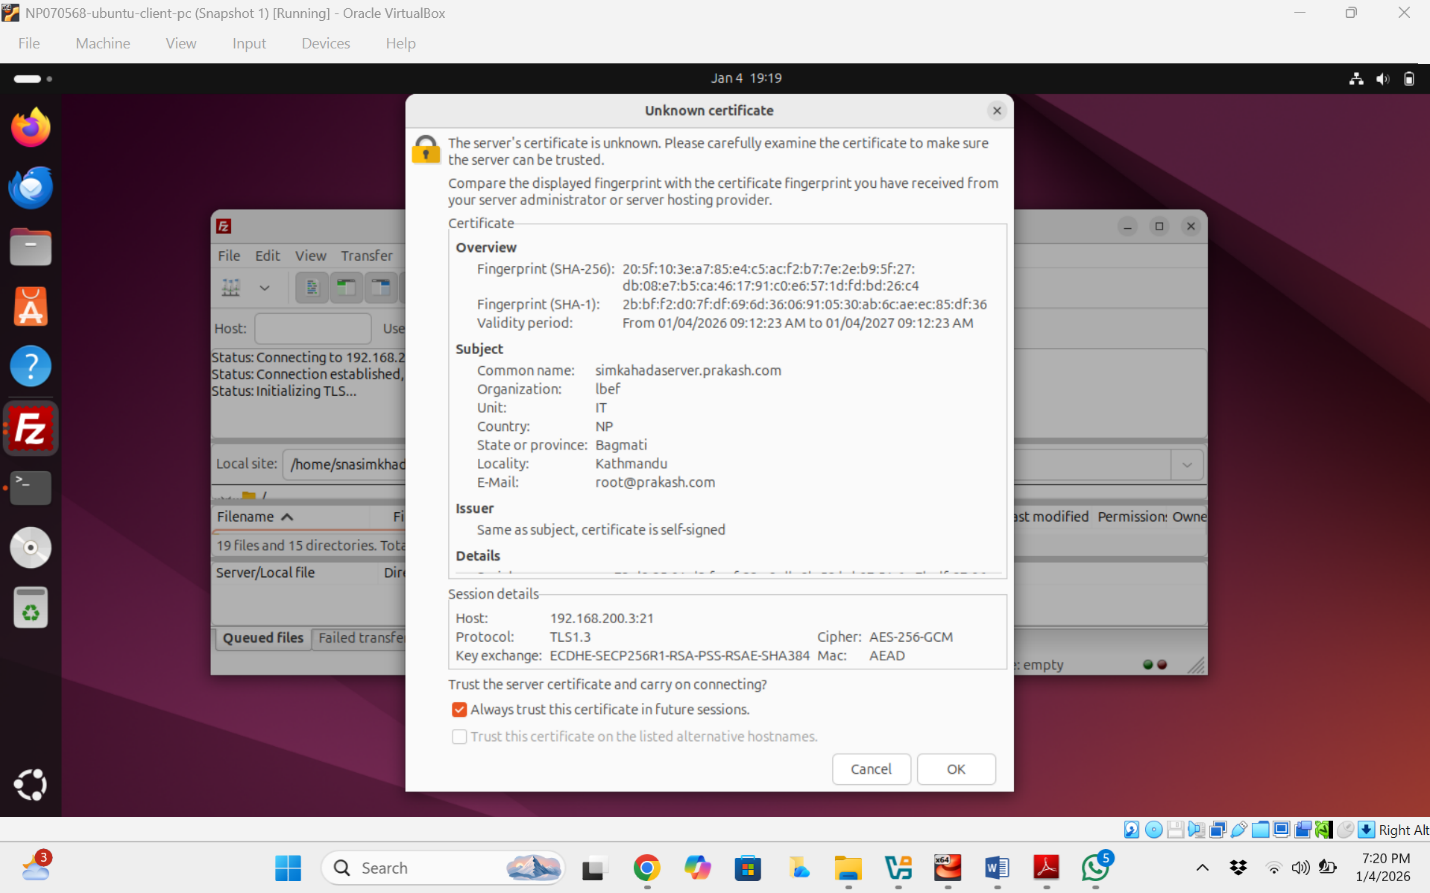 NP070568-ubuntu-client-pc (Snapshot 1) [Running] - Oracle VirtualBox
File Machine View Input Devices Help
Jan 4 19:19
Unknown certificate
The server's certificate is unknown. Please carefully examine the certificate to make sure
the server can be trusted.
Compare the displayed fingerprint with the certificate fingerprint you have received from
your server administrator or server hosting provider.
Certificate
Overview
Fingerprint (SHA-256): 20:5f:10:3e:a7:85:e4:c5:ac:f2:b7:7e:2e:b9:5f:27:
db:08:e7:b5:ca:46:17:91:c0:e6:57:1d:fd:bd:26:c4
Fingerprint (SHA-1): 2b:bf:f2:d0:7f:df:69:6d:36:06:91:05:30:ab:6c:ae:ec:85:df:36
Validity period: From 01/04/2026 09:12:23 AM to 01/04/2027 09:12:23 AM
Subject
Common name: simkahadaserver.prakash.com
Organization: lbef
Unit: IT
Country: NP
State or province: Bagmati
Locality: Kathmandu
E-Mail: root@prakash.com
Issuer
Same as subject, certificate is self-signed
Details
Session details
Host: 192.168.200.3:21
Protocol: TLS1.3 Cipher: AES-256-GCM
Key exchange: ECDHE-SECP256R1-RSA-PSS-RSAE-SHA384 Mac: AEAD
Trust the server certificate and carry on connecting?
Always trust this certificate in future sessions.
Trust this certificate on the listed alternative hostnames.
Cancel OK
File Edit View Transfer
Host: Use
Status: Connecting to 192.168.2
Status: Connection established,
Status: Initializing TLS...
Local site: /home/snasimkhad
/
Filename Fi ast modified Permission: Owne
19 files and 15 directories. Tota
Server/Local file Dire
Queued files Failed transfe : empty
Right Alt
3
Search
x64
5
7:20 PM
1/4/2026